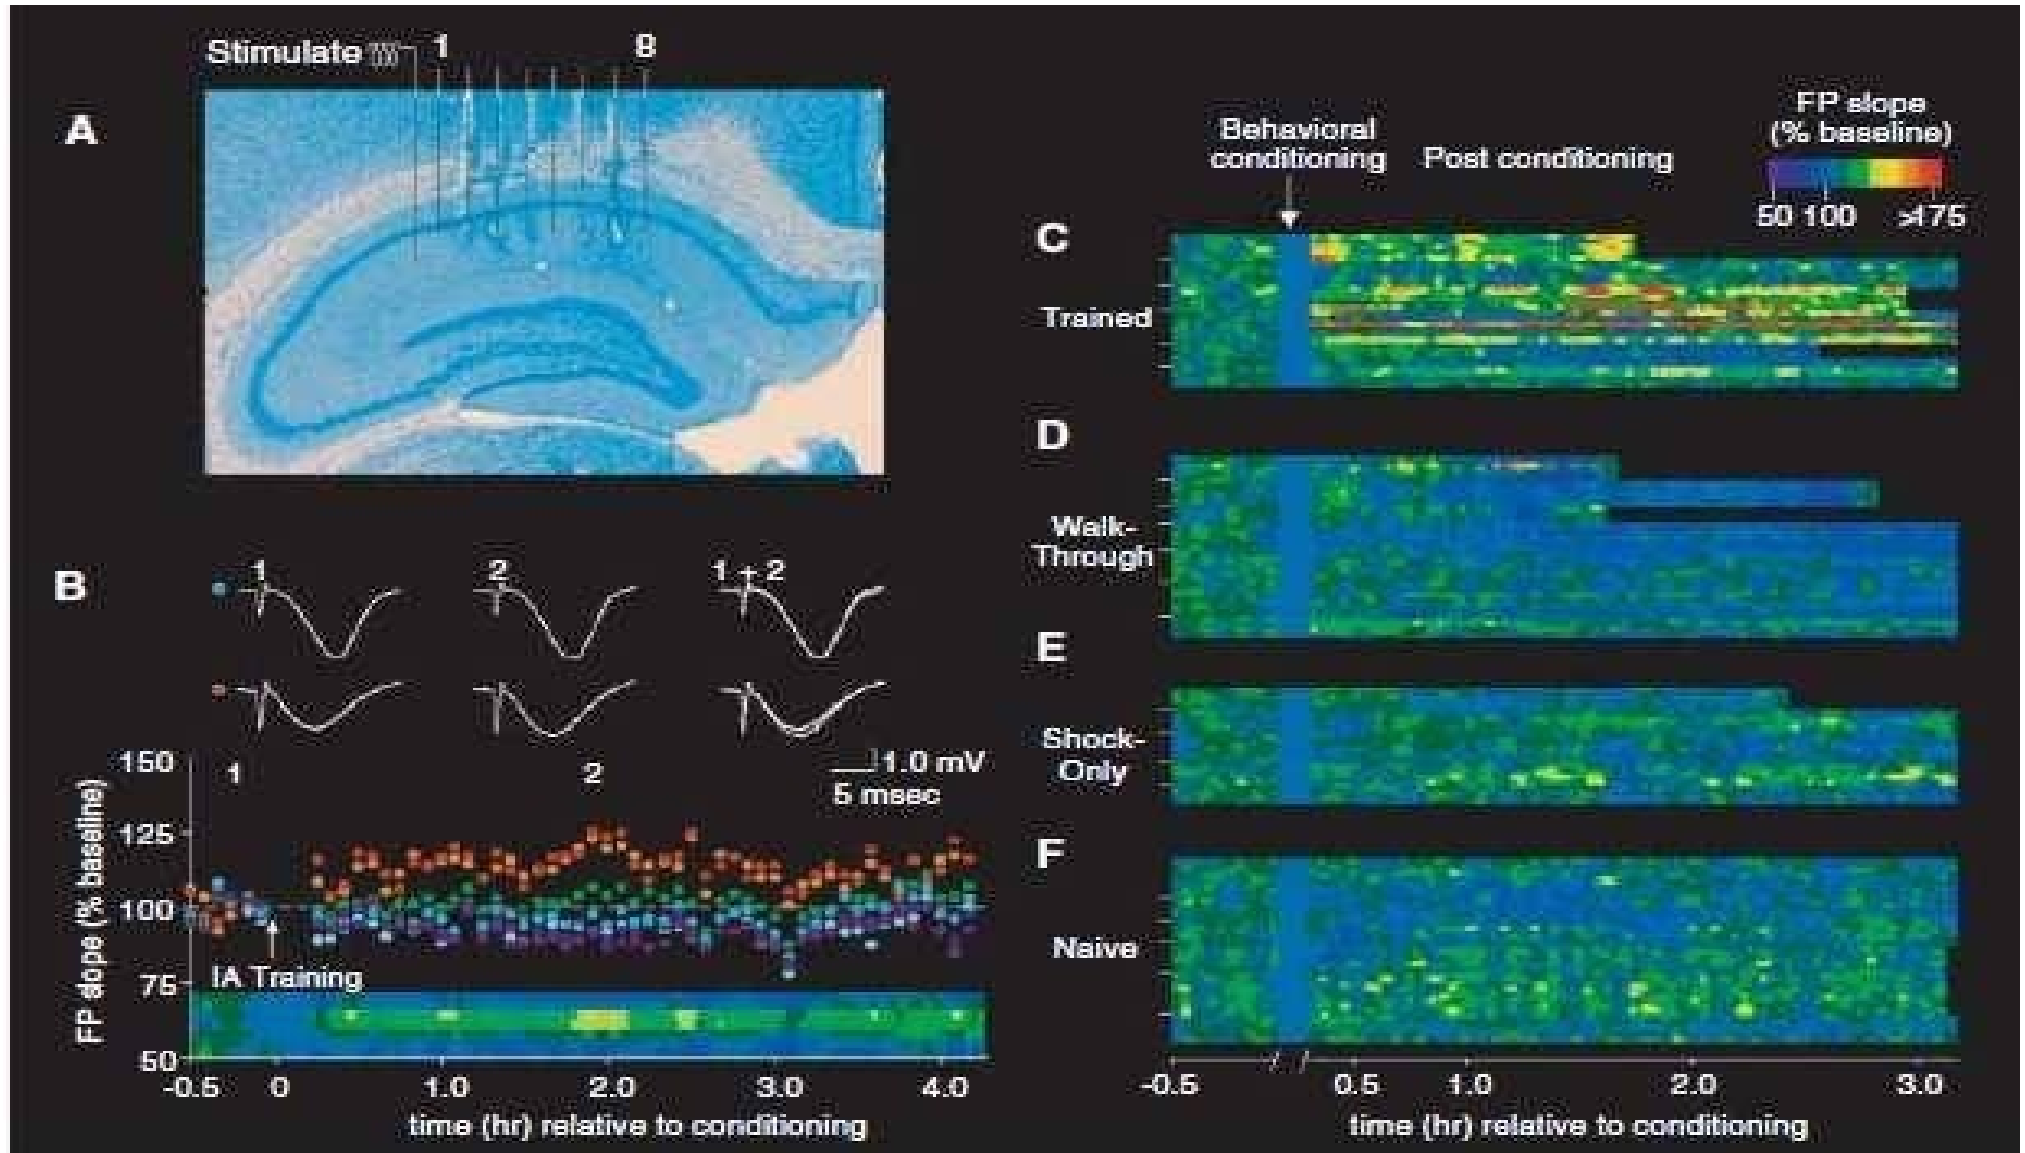 Stimulate
1
8
A
B
1
2
1 + 2
1
2
1.0 mV
5 msec
FP slope (% baseline)
150
125
100
75
50
IA Training
-0.5
0
1.0
2.0
3.0
4.0
time (hr) relative to conditioning
Behavioral
conditioning
Post conditioning
FP slope
(% baseline)
50
100
>175
C
Trained
D
Walk-
Through
E
Shock-
Only
F
Naive
-0.5
/ /
0.5
1.0
2.0
3.0
time (hr) relative to conditioning